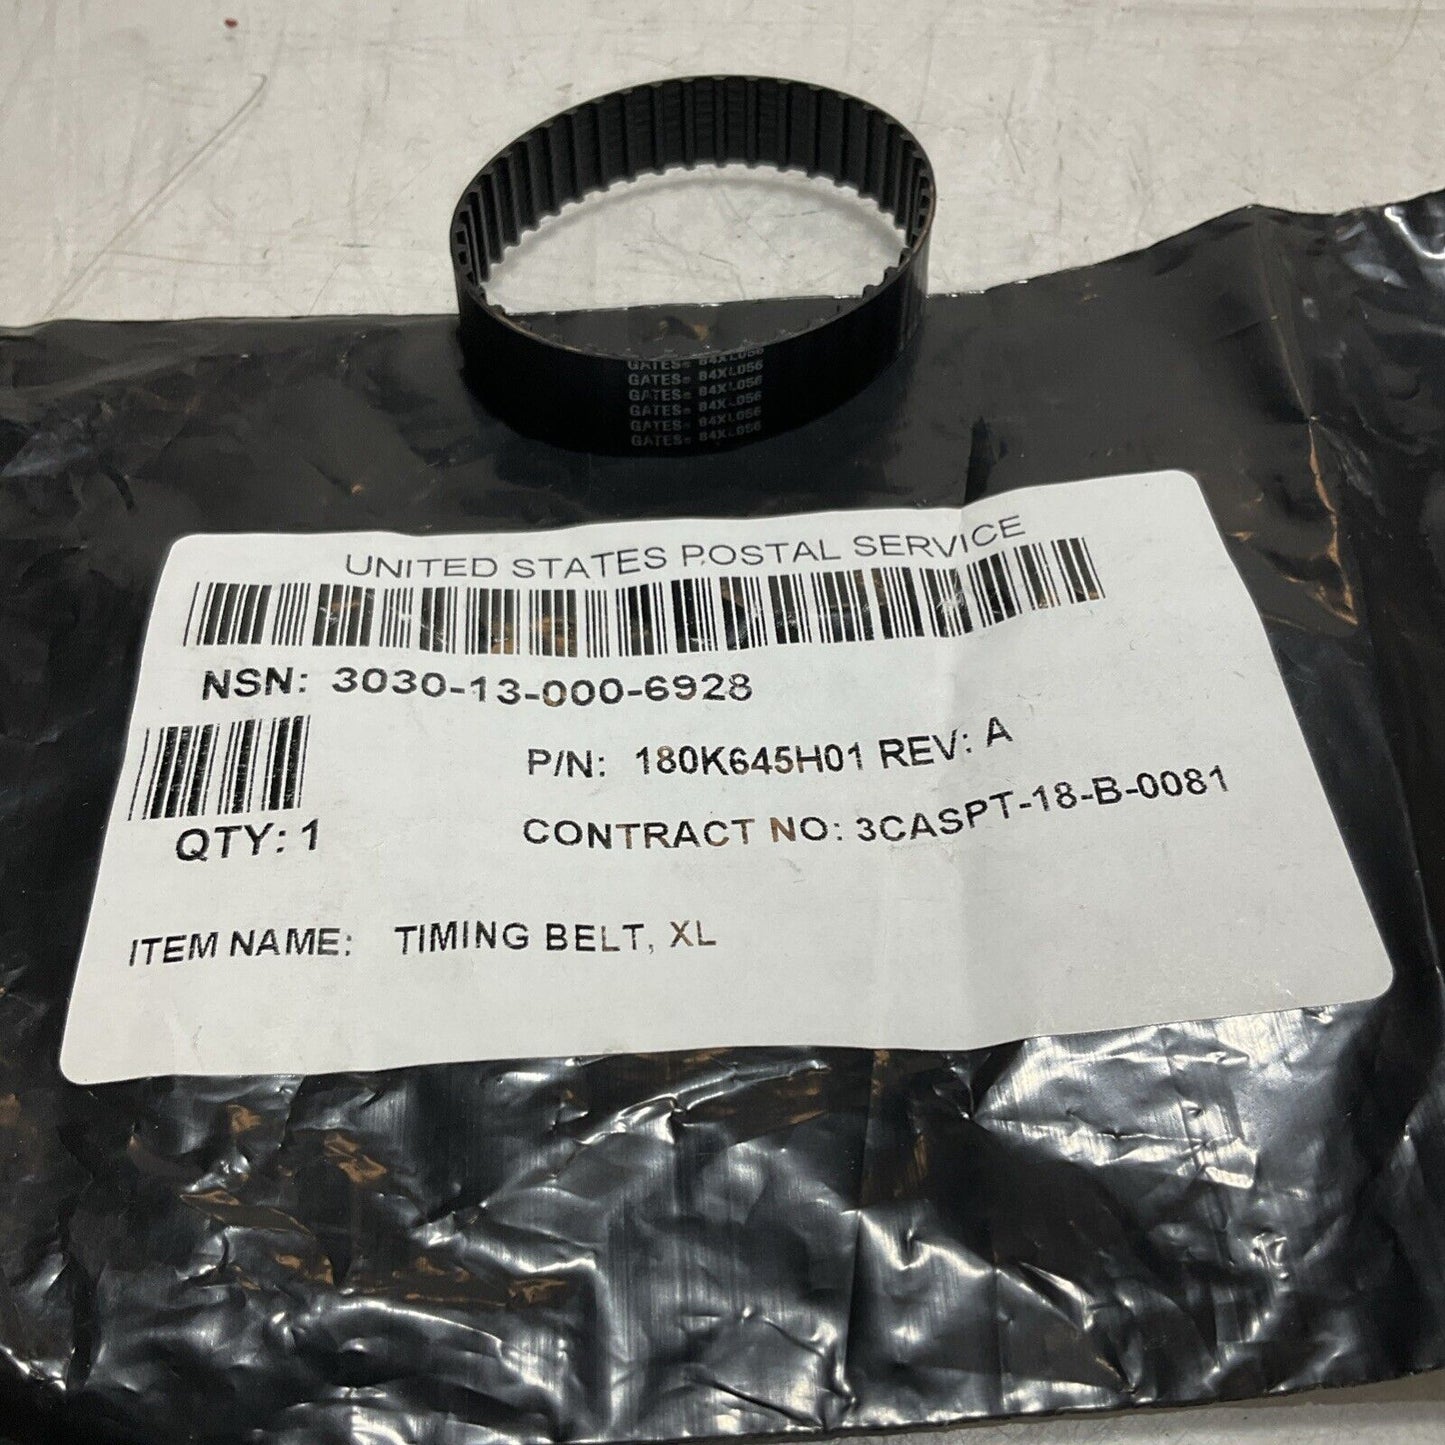 GATES® 84XL056
GATES® 84XL056
GATES® 84XL056
GATES® 84XL056
GATES® 84XL056
GATES® 84XL056
UNITED STATES POSTAL SERVICE
NSN: 3030-13-000-6928
P/N: 180K645H01 REV: A
QTY: 1
CONTRACT NO: 3CASPT-18-B-0081
ITEM NAME: TIMING BELT, XL